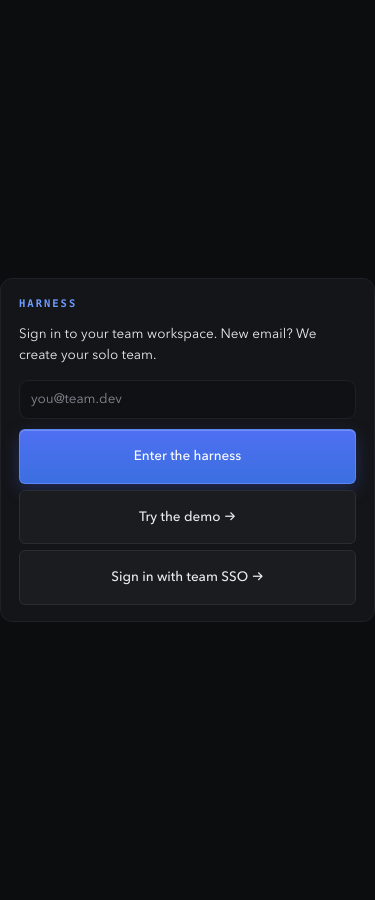 HARNESS
Sign in to your team workspace. New email? We
create your solo team.
you@team.dev
Enter the harness
Try the demo →
Sign in with team SSO →